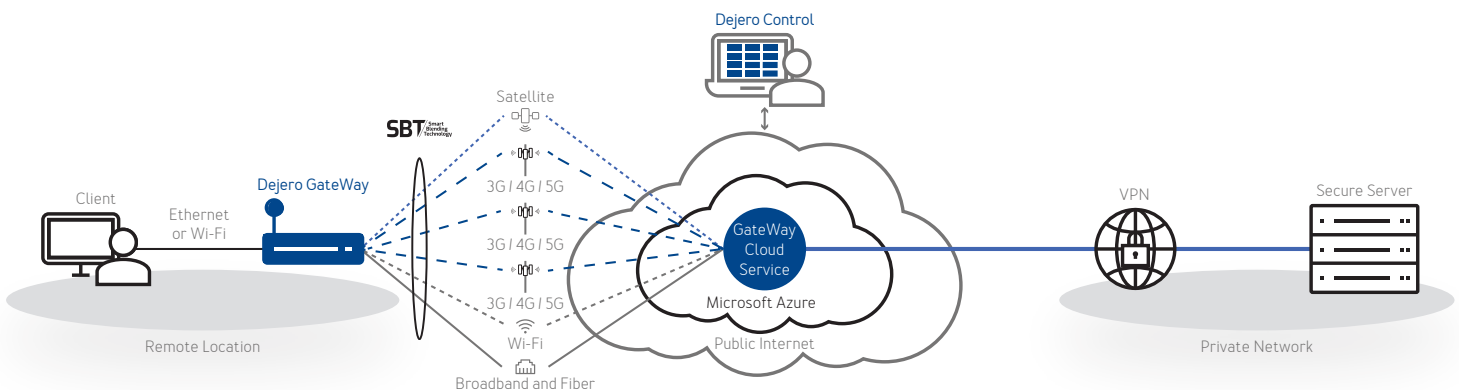 Dejero Control
Satellite
SBT Smart
Blending
Technology
Dejero GateWay
3G / 4G / 5G
Client
VPN
Secure Server
Ethernet
or Wi-Fi
3G / 4G / 5G
GateWay
Cloud
Service
3G / 4G / 5G
Microsoft Azure
Wi-Fi
Public Internet
Remote Location
Private Network
Broadband and Fiber